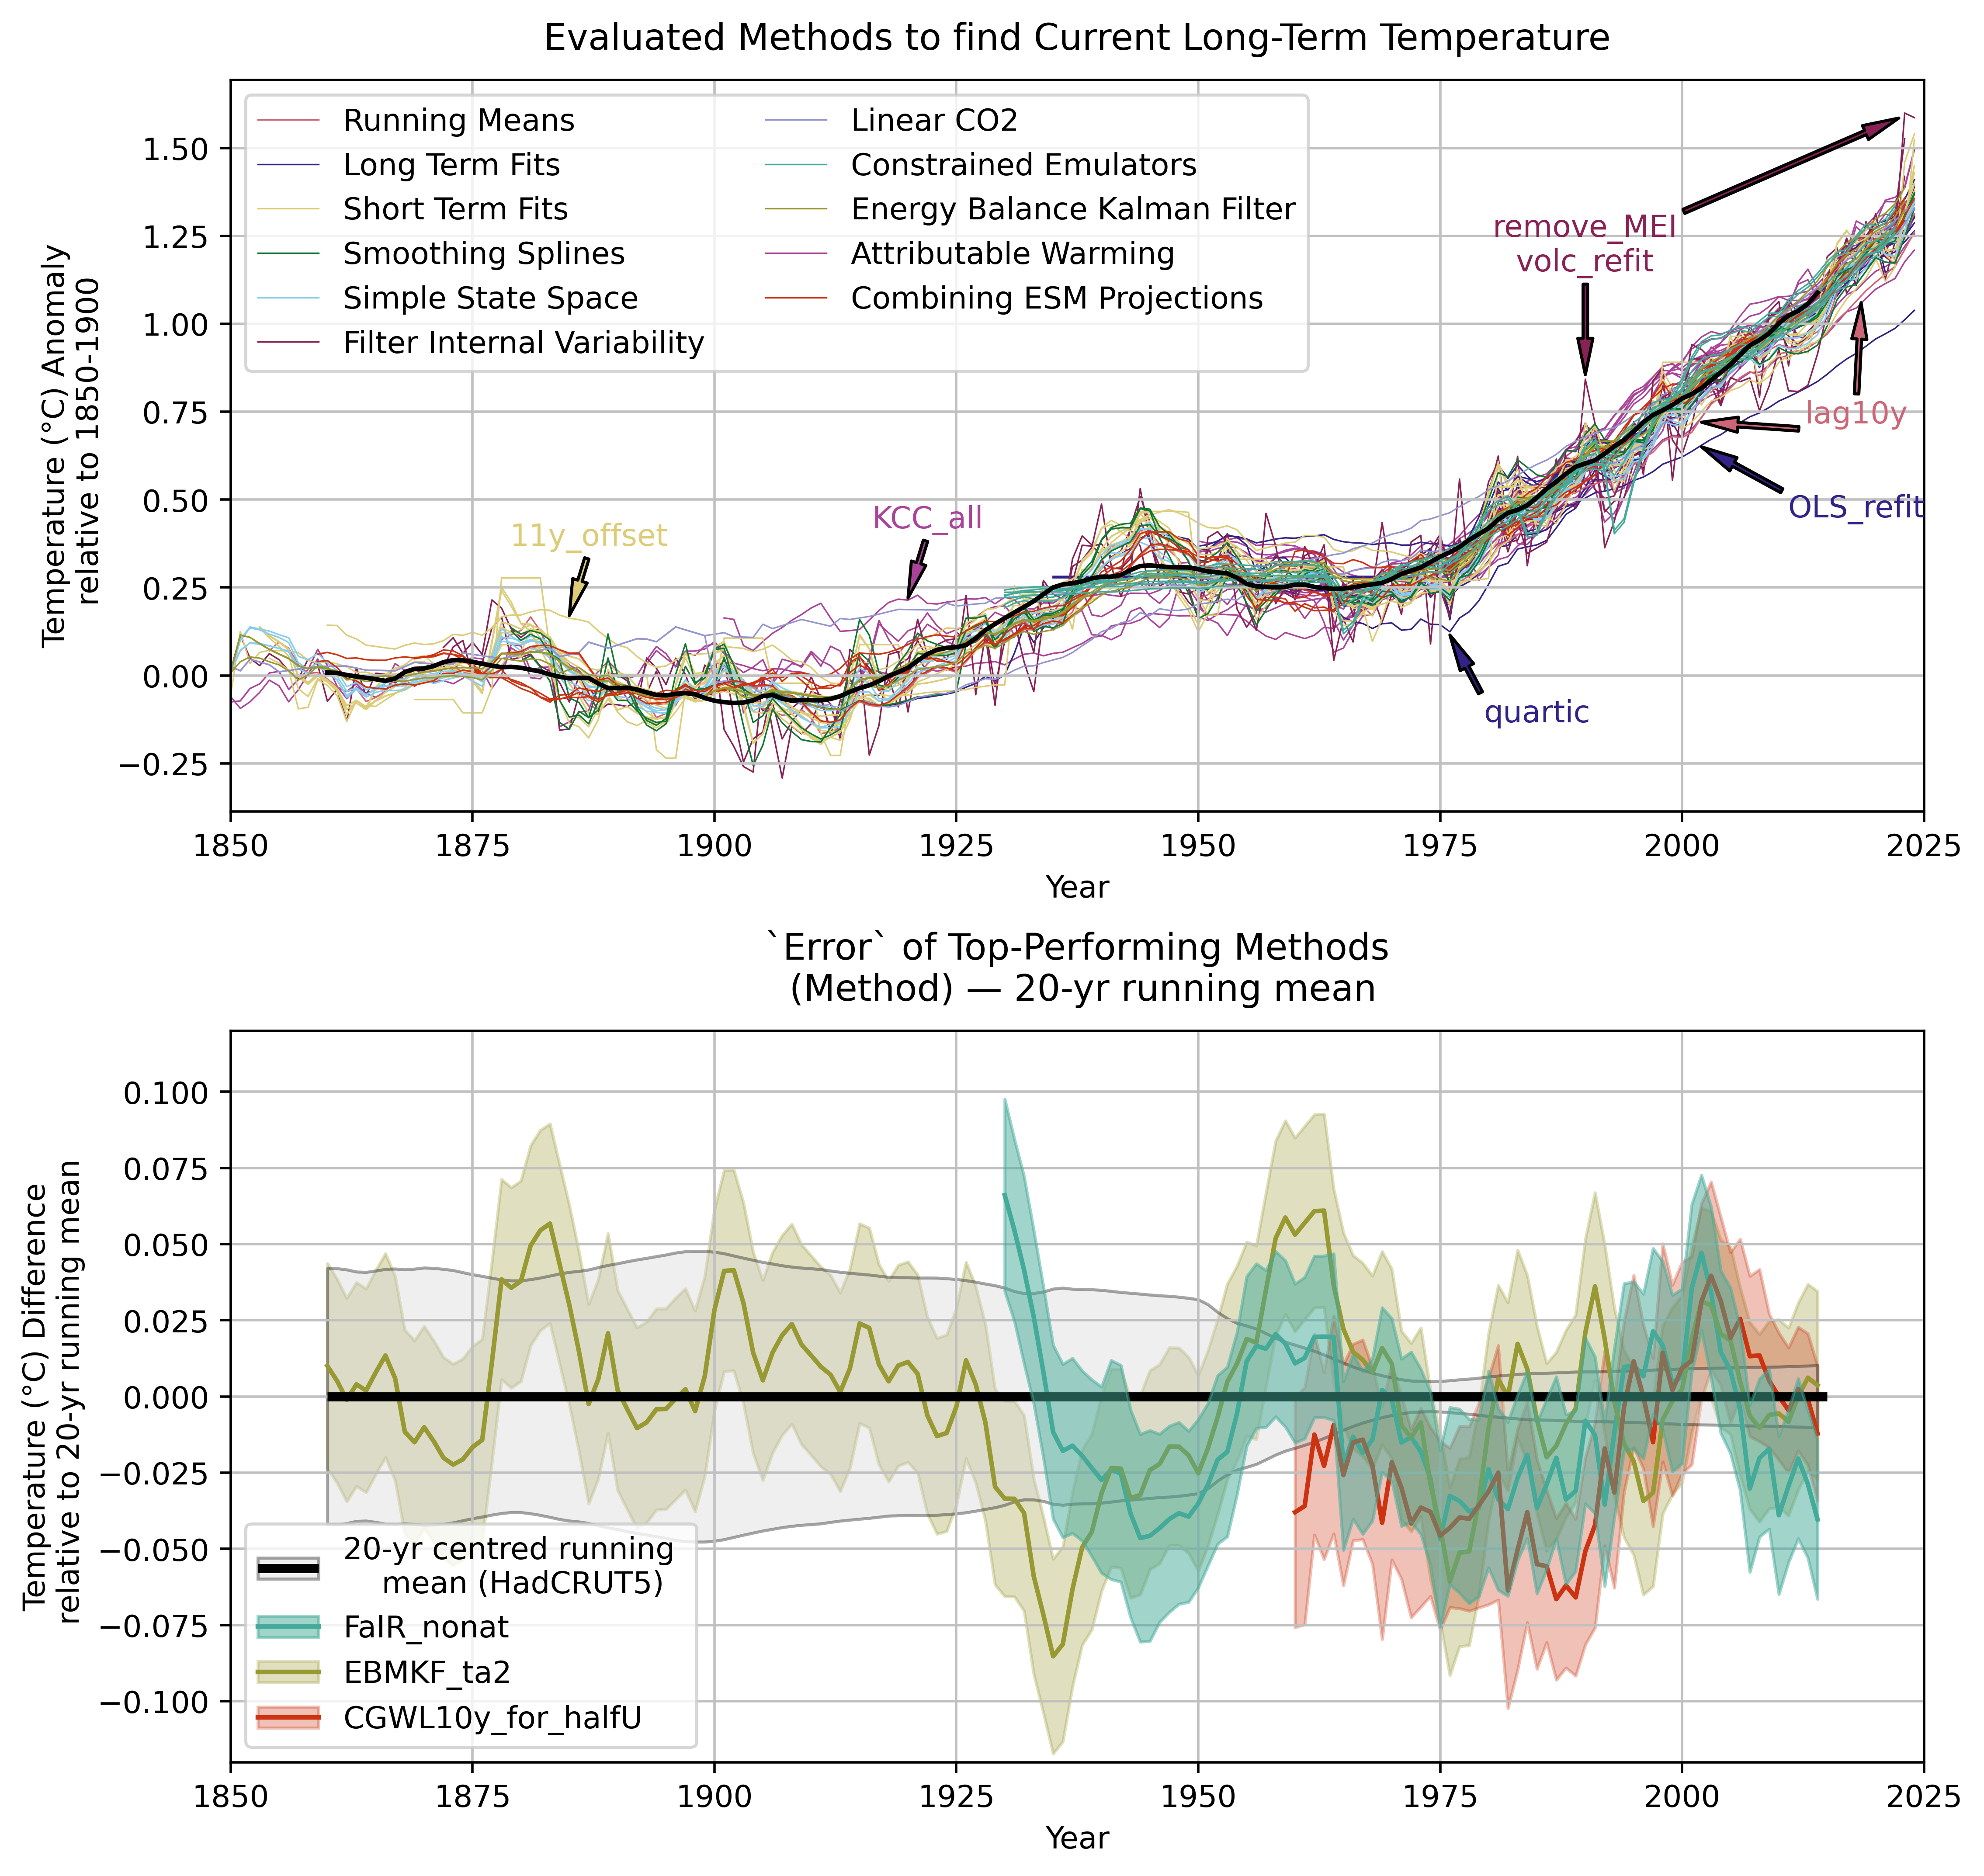 Evaluated Methods to find Current Long-Term Temperature
Temperature (°C) Anomaly
relative to 1850-1900
1.50
1.25
1.00
0.75
0.50
0.25
0.00
−0.25
Running Means
Long Term Fits
Short Term Fits
Smoothing Splines
Simple State Space
Filter Internal Variability
Linear CO2
Constrained Emulators
Energy Balance Kalman Filter
Attributable Warming
Combining ESM Projections
remove_MEI
volc_refit
lag10y
OLS_refit
KCC_all
11y_offset
quartic
1850 1875 1900 1925 1950 1975 2000 2025
Year
`Error` of Top-Performing Methods
(Method) — 20-yr running mean
Temperature (°C) Difference
relative to 20-yr running mean
0.100
0.075
0.050
0.025
0.000
−0.025
−0.050
−0.075
−0.100
20-yr centred running
mean (HadCRUT5)
FaIR_nonat
EBMKF_ta2
CGWL10y_for_halfU
1850 1875 1900 1925 1950 1975 2000 2025
Year